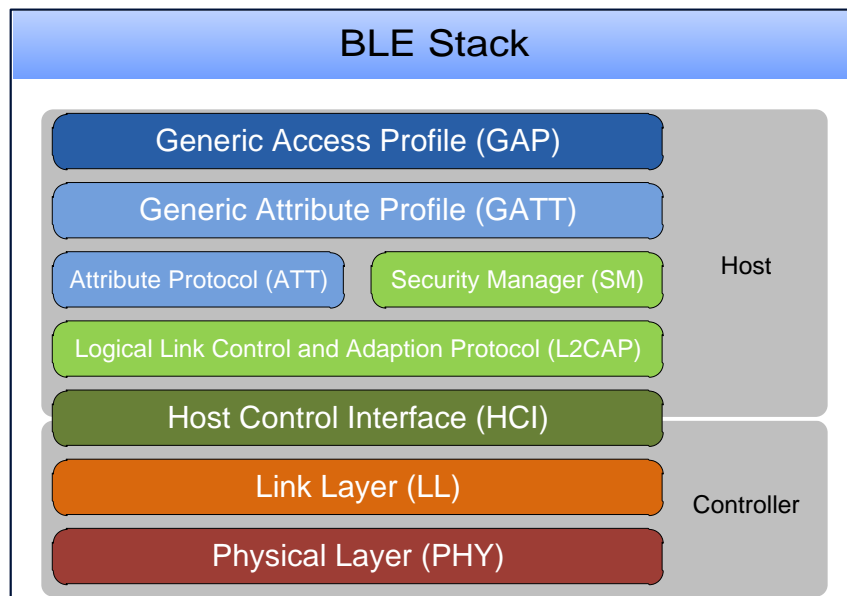 BLE Stack
Generic Access Profile (GAP)
Generic Attribute Profile (GATT)
Attribute Protocol (ATT)
Security Manager (SM)
Host
Logical Link Control and Adaption Protocol (L2CAP)
Host Control Interface (HCI)
Link Layer (LL)
Controller
Physical Layer (PHY)